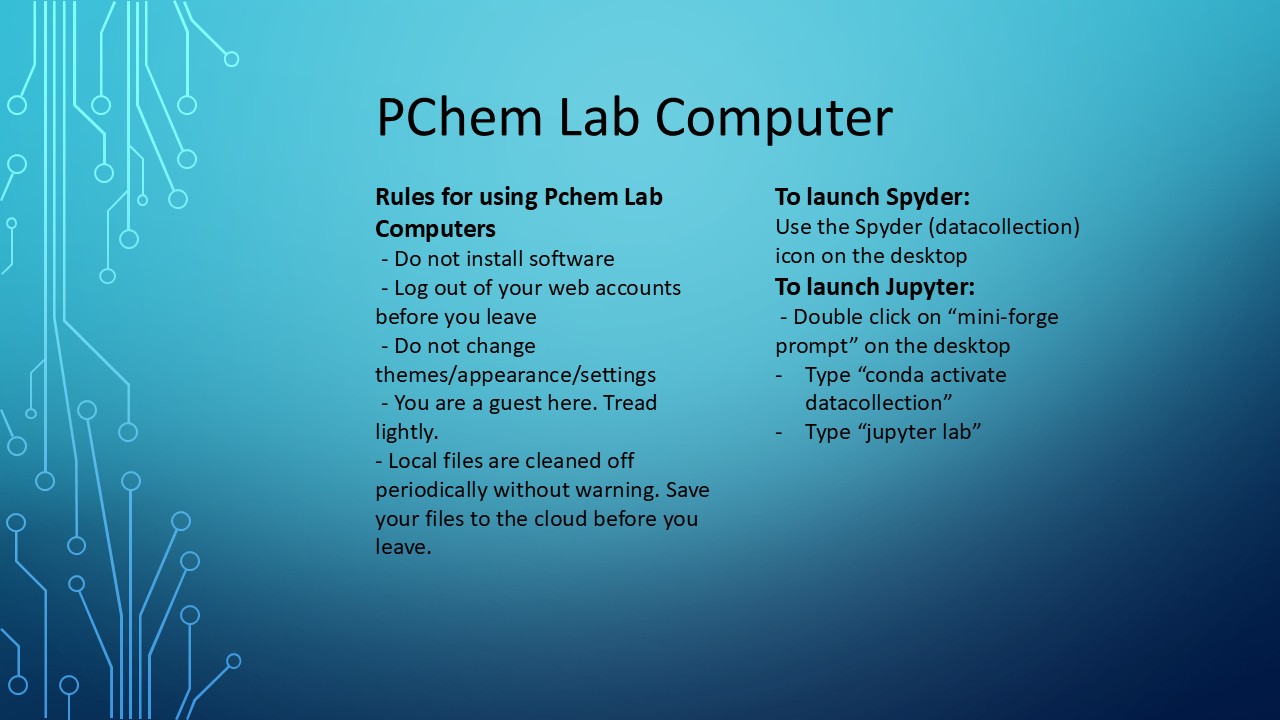 PChem Lab Computer
Rules for using Pchem Lab
Computers
- Do not install software
- Log out of your web accounts
before you leave
- Do not change
themes/appearance/settings
- You are a guest here. Tread
lightly.
- Local files are cleaned off
periodically without warning. Save
your files to the cloud before you
leave.
To launch Spyder:
Use the Spyder (datacollection)
icon on the desktop
To launch Jupyter:
- Double click on “mini-forge
prompt” on the desktop
- Type “conda activate
datacollection”
- Type “jupyter lab”